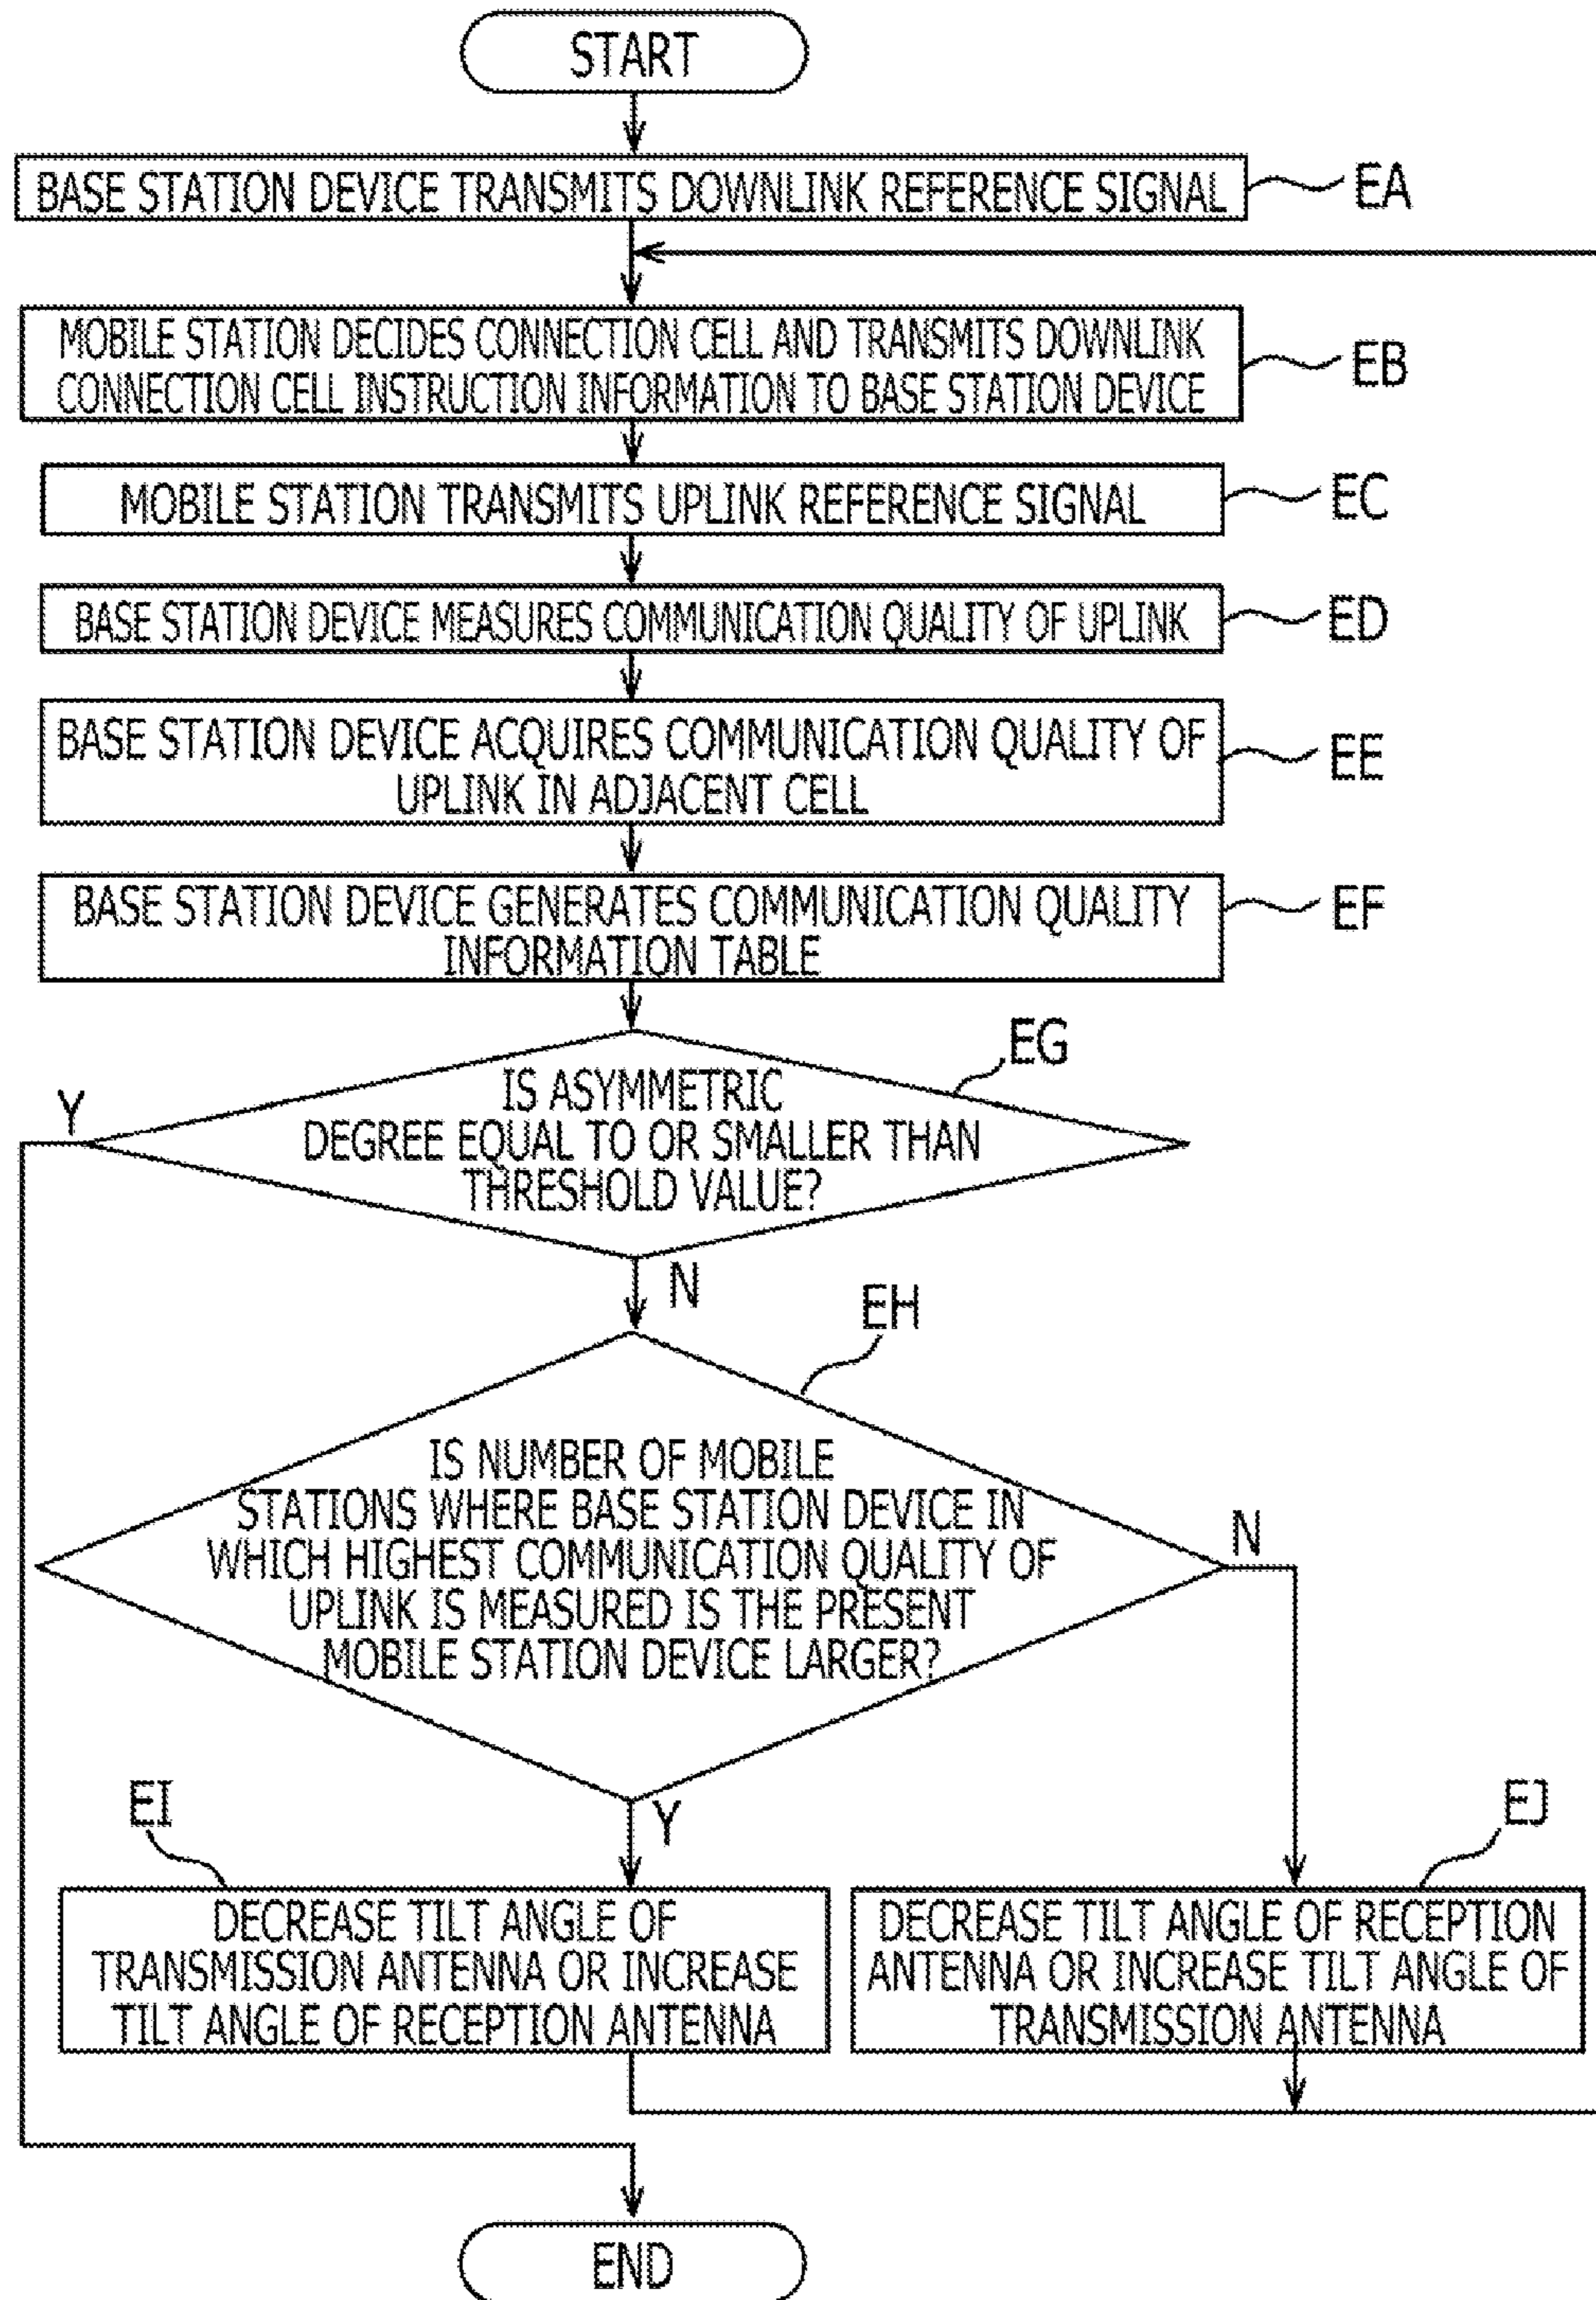 START
BASE STATION DEVICE TRANSMITS DOWNLINK REFERENCE SIGNAL
EA
MOBILE STATION DECIDES CONNECTION CELL AND TRANSMITS DOWNLINK
CONNECTION CELL INSTRUCTION INFORMATION TO BASE STATION DEVICE
EB
MOBILE STATION TRANSMITS UPLINK REFERENCE SIGNAL
EC
BASE STATION DEVICE MEASURES COMMUNICATION QUALITY OF UPLINK
ED
BASE STATION DEVICE ACQUIRES COMMUNICATION QUALITY OF
UPLINK IN ADJACENT CELL
EE
BASE STATION DEVICE GENERATES COMMUNICATION QUALITY
INFORMATION TABLE
EF
EG
Y
IS ASYMMETRIC
DEGREE EQUAL TO OR SMALLER THAN
THRESHOLD VALUE?
N
EH
IS NUMBER OF MOBILE
STATIONS WHERE BASE STATION DEVICE IN
WHICH HIGHEST COMMUNICATION QUALITY OF
UPLINK IS MEASURED IS THE PRESENT
MOBILE STATION DEVICE LARGER?
N
Y
EI
DECREASE TILT ANGLE OF
TRANSMISSION ANTENNA OR INCREASE
TILT ANGLE OF RECEPTION ANTENNA
EJ
DECREASE TILT ANGLE OF RECEPTION
ANTENNA OR INCREASE TILT ANGLE OF
TRANSMISSION ANTENNA
END